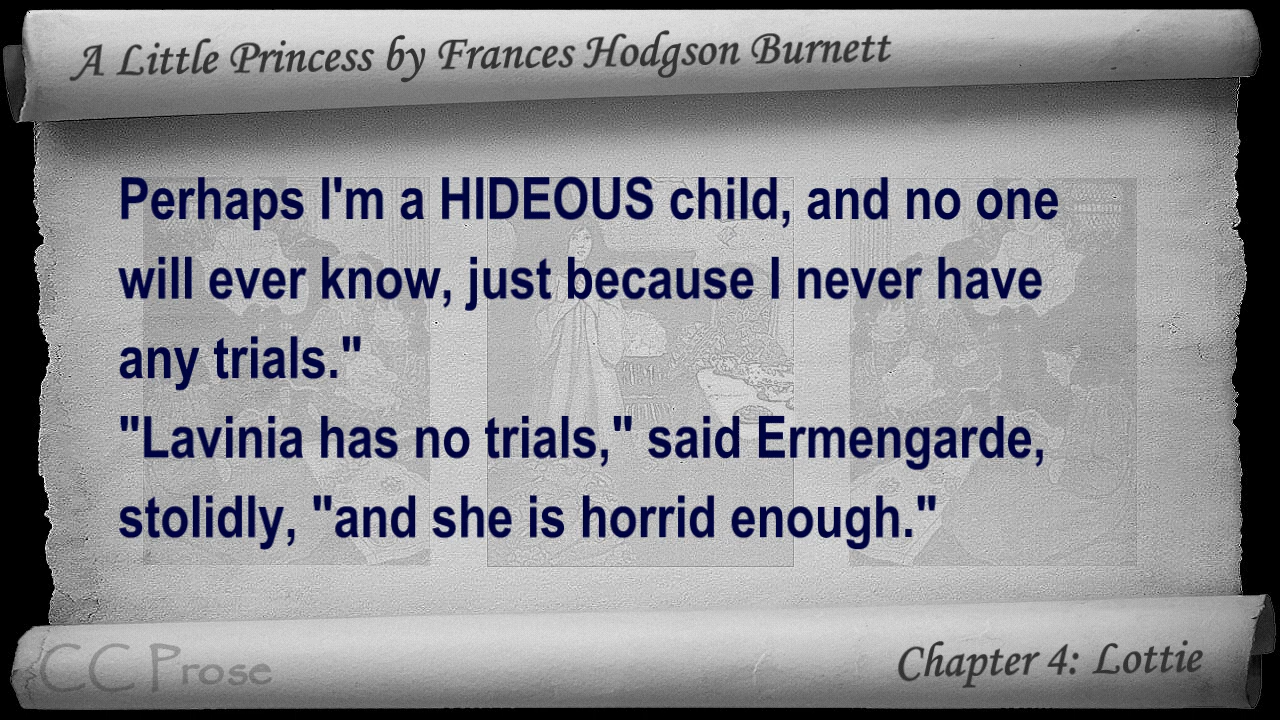 A Little Princess by Frances Hodgson Burnett
Perhaps I'm a HIDEOUS child, and no one
will ever know, just because I never have
any trials."
"Lavinia has no trials," said Ermengarde,
stolidly, "and she is horrid enough."
CC Prose
Chapter 4: Lottie